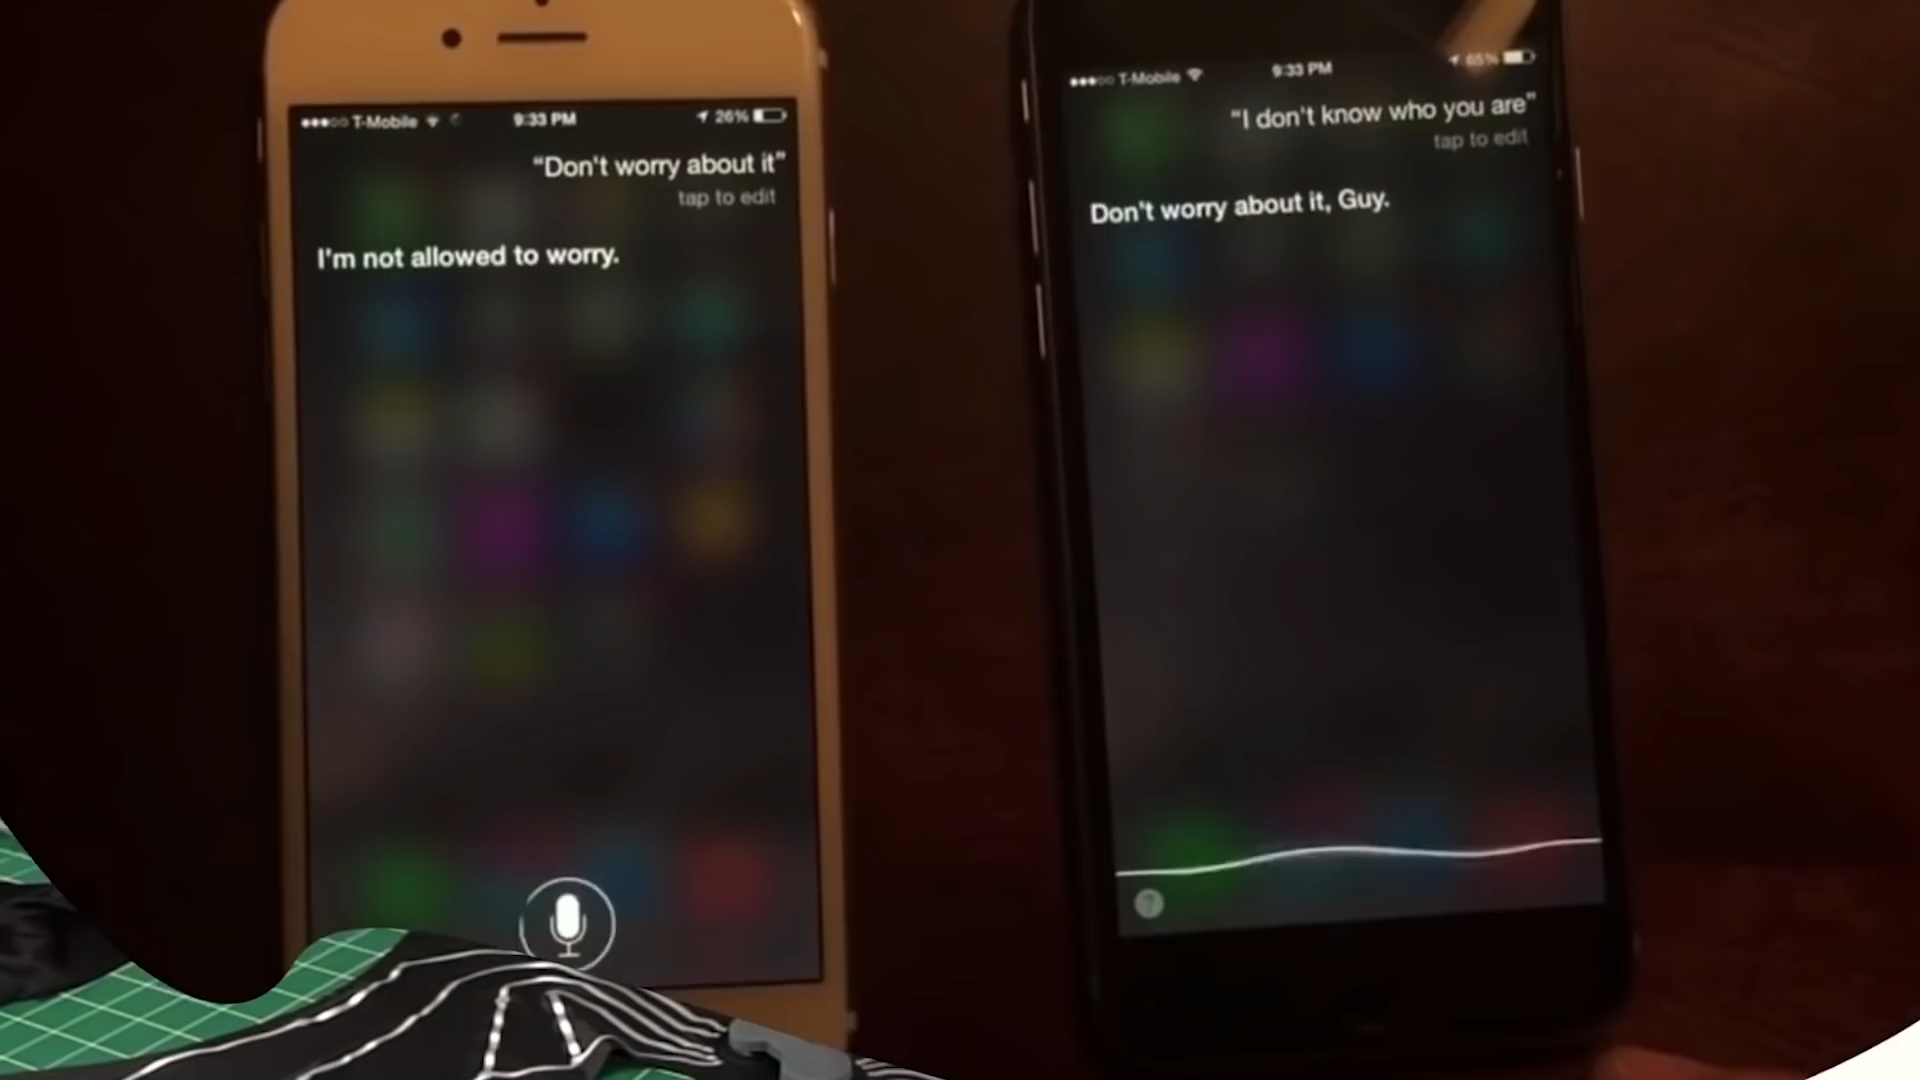 T-Mobile 9:33 PM 26%
"Don't worry about it"
tap to edit
I'm not allowed to worry.
T-Mobile 9:33 PM 65%
"I don't know who you are"
tap to edit
Don't worry about it, Guy.
?